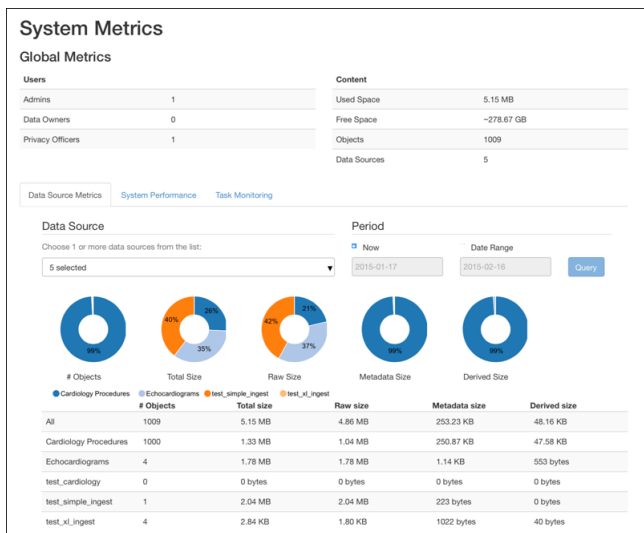 System Metrics
Global Metrics
Users
Admins 1
Data Owners 0
Privacy Officers 1
Content
Used Space 5.15 MB
Free Space ~278.67 GB
Objects 1009
Data Sources 5
Data Source Metrics System Performance Task Monitoring
Data Source
Choose 1 or more data sources from the list:
5 selected
Period
Now Date Range
2015-01-17 2015-02-16 Query
99% 40% 26% 35% 42% 21% 37% 99% 99%
# Objects Total Size Raw Size Metadata Size Derived Size
Cardiology Procedures Echocardiograms test_simple_ingest test_xl_ingest
# Objects Total size Raw size Metadata size Derived size
All 1009 5.15 MB 4.86 MB 253.23 KB 48.16 KB
Cardiology Procedures 1000 1.33 MB 1.04 MB 250.87 KB 47.58 KB
Echocardiograms 4 1.78 MB 1.78 MB 1.14 KB 553 bytes
test_cardiology 0 0 bytes 0 bytes 0 bytes 0 bytes
test_simple_ingest 1 2.04 MB 2.04 MB 223 bytes 0 bytes
test_xl_ingest 4 2.84 KB 1.80 KB 1022 bytes 40 bytes